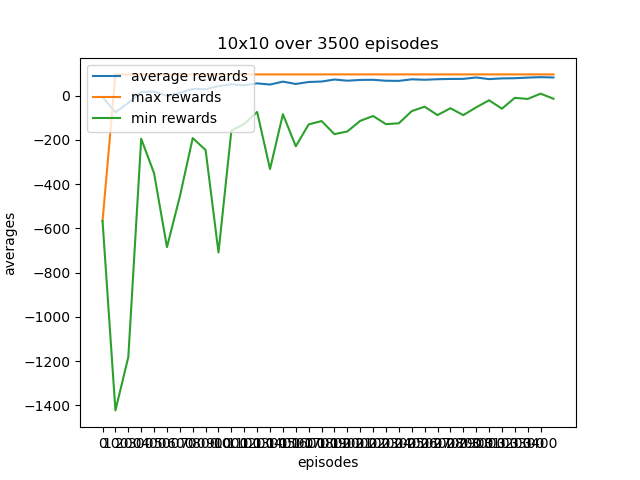 10x10 over 3500 episodes
average rewards
max rewards
min rewards
0
−200
−400
−600
−800
−1000
−1200
−1400
averages
episodes